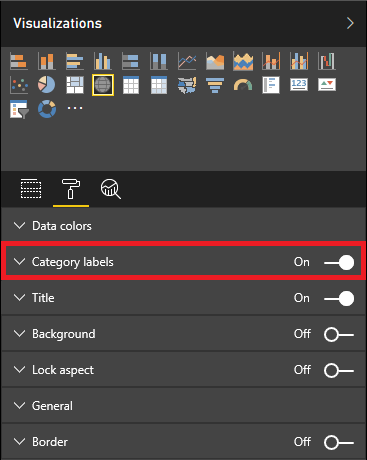 Visualizations
123
Data colors
Category labels On
Title On
Background Off
Lock aspect Off
General
Border Off